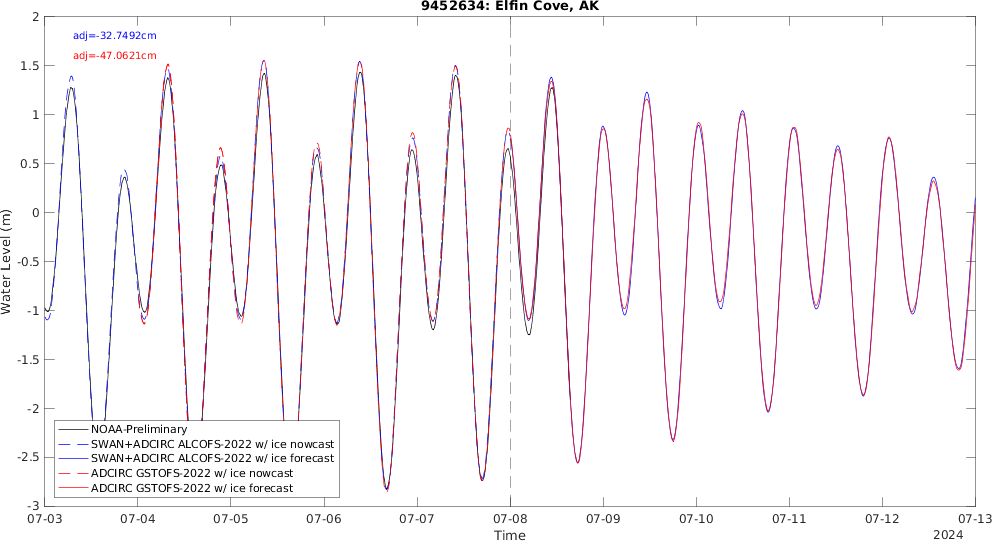 9452634: Elfin Cove, AK
adj=-32.7492cm
adj=-47.0621cm
Water Level (m)
2
1.5
1
0.5
0
-0.5
-1
-1.5
-2
-2.5
-3
NOAA-Preliminary
SWAN+ADCIRC ALCOFS-2022 w/ ice nowcast
SWAN+ADCIRC ALCOFS-2022 w/ ice forecast
ADCIRC GSTOFS-2022 w/ ice nowcast
ADCIRC GSTOFS-2022 w/ ice forecast
07-03 07-04 07-05 07-06 07-07 07-08 07-09 07-10 07-11 07-12 07-13
Time
2024